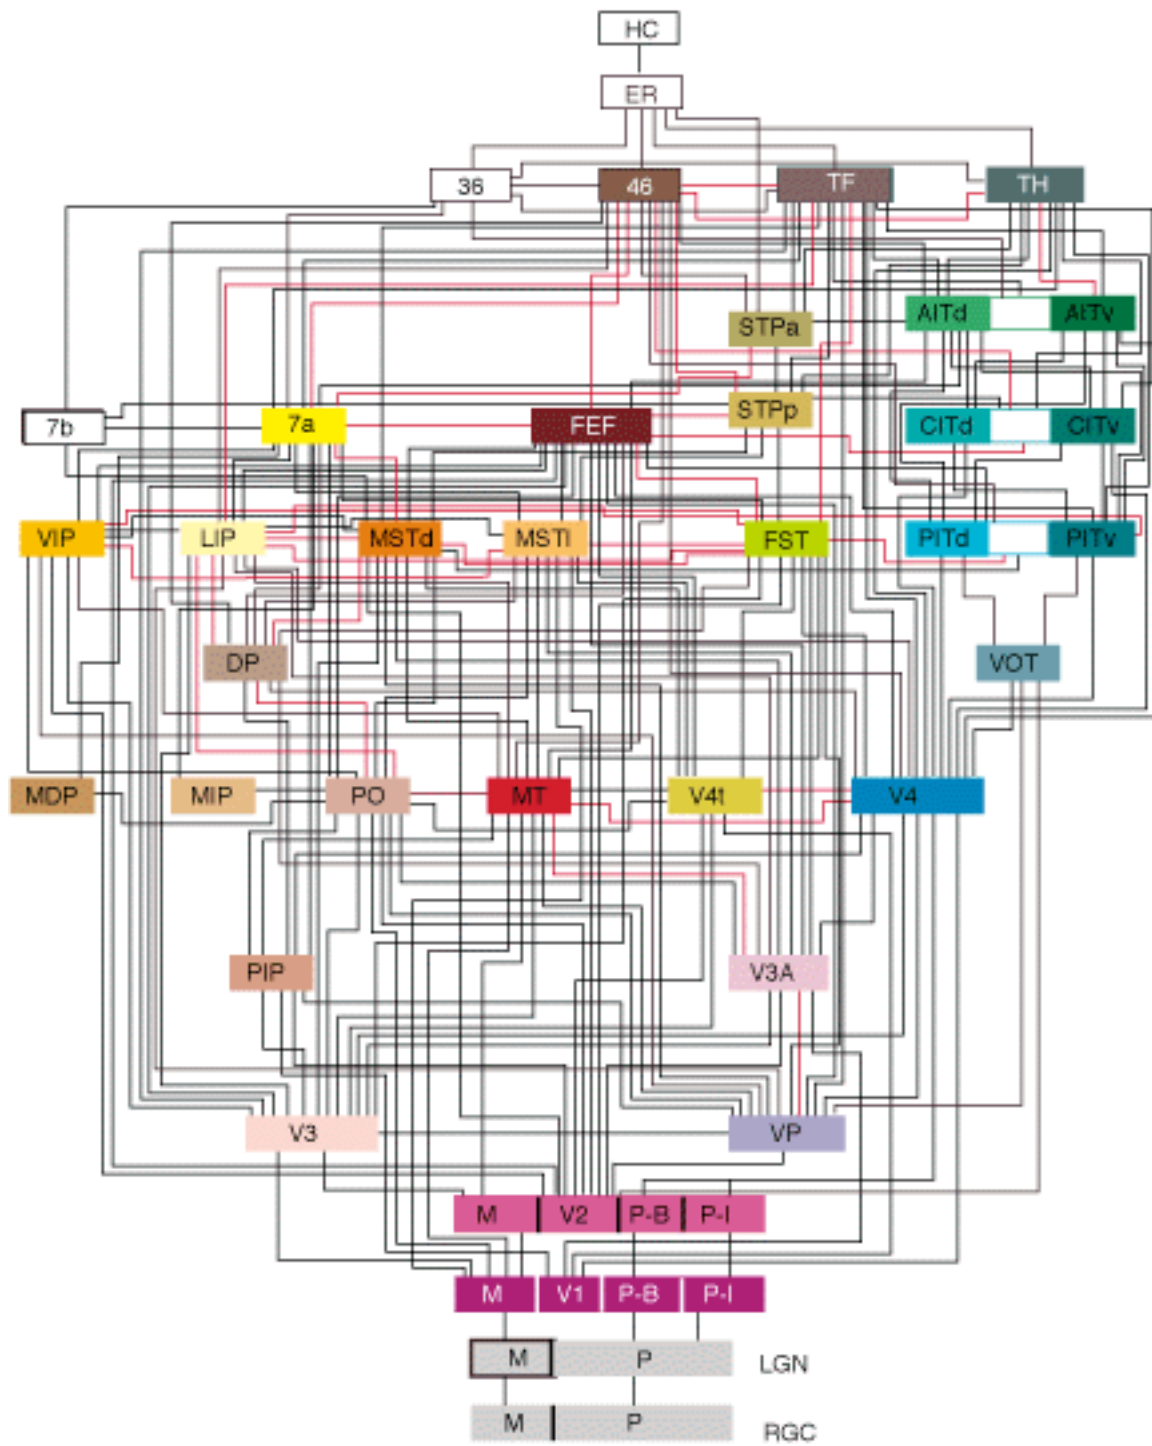 HC
ER
36 46 TF TH
STPa AITd AITv
7b 7a FEF STPp CITd CITv
VIP LIP MSTd MSTl FST PITd PITv
DP VOT
MDP MIP PO MT V4t V4
PIP V3A
V3 VP
M V2 P-B P-I
M V1 P-B P-I
M P LGN
M P RGC